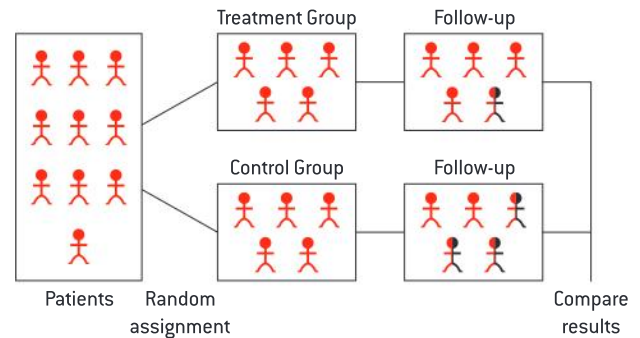 Treatment Group
Follow-up
Control Group
Follow-up
Patients
Random
assignment
Compare
results